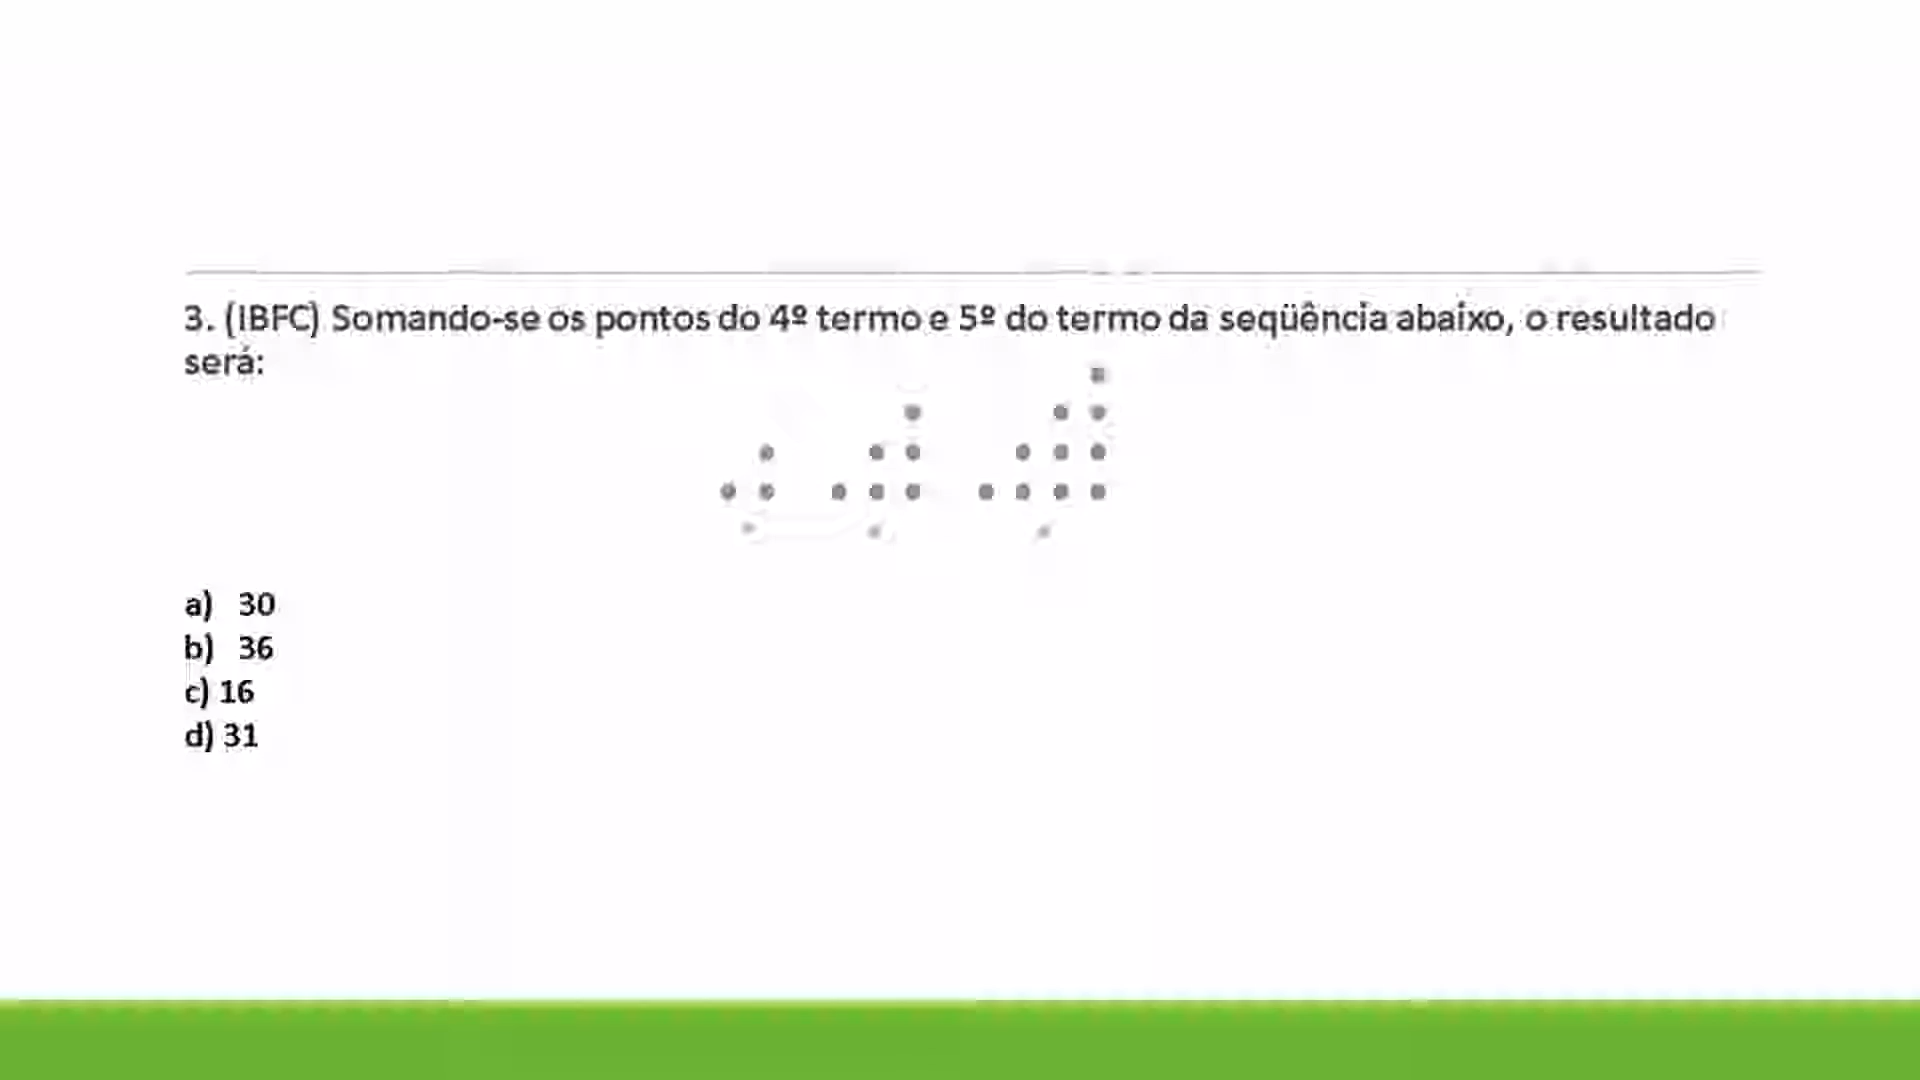 3. (IBFC) Somando-se os pontos do 4º termo e 5º do termo da seqüência abaixo, o resultado
será:
a) 30
b) 36
c) 16
d) 31